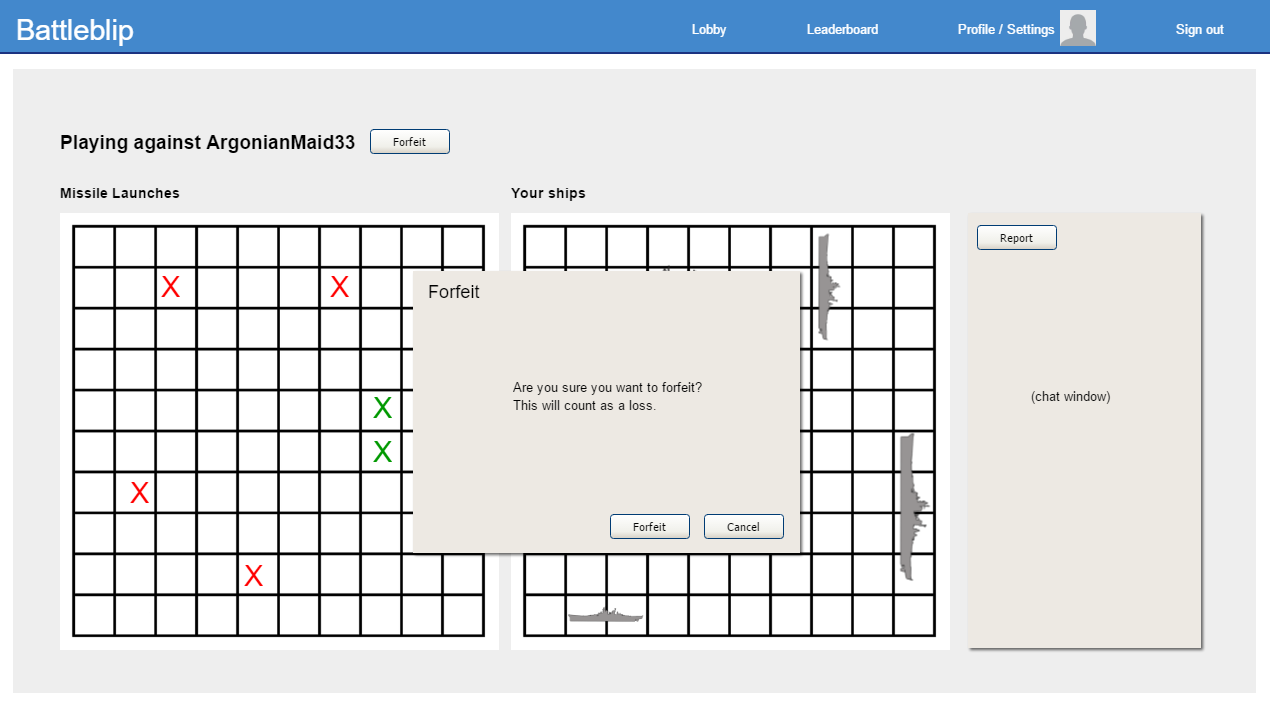 Battleblip
Lobby
Leaderboard
Profile / Settings
Sign out
Playing against ArgonianMaid33
Forfeit
Missile Launches
Your ships
Report
X
X
Forfeit
Are you sure you want to forfeit?
This will count as a loss.
(chat window)
X
X
X
Forfeit
Cancel
X